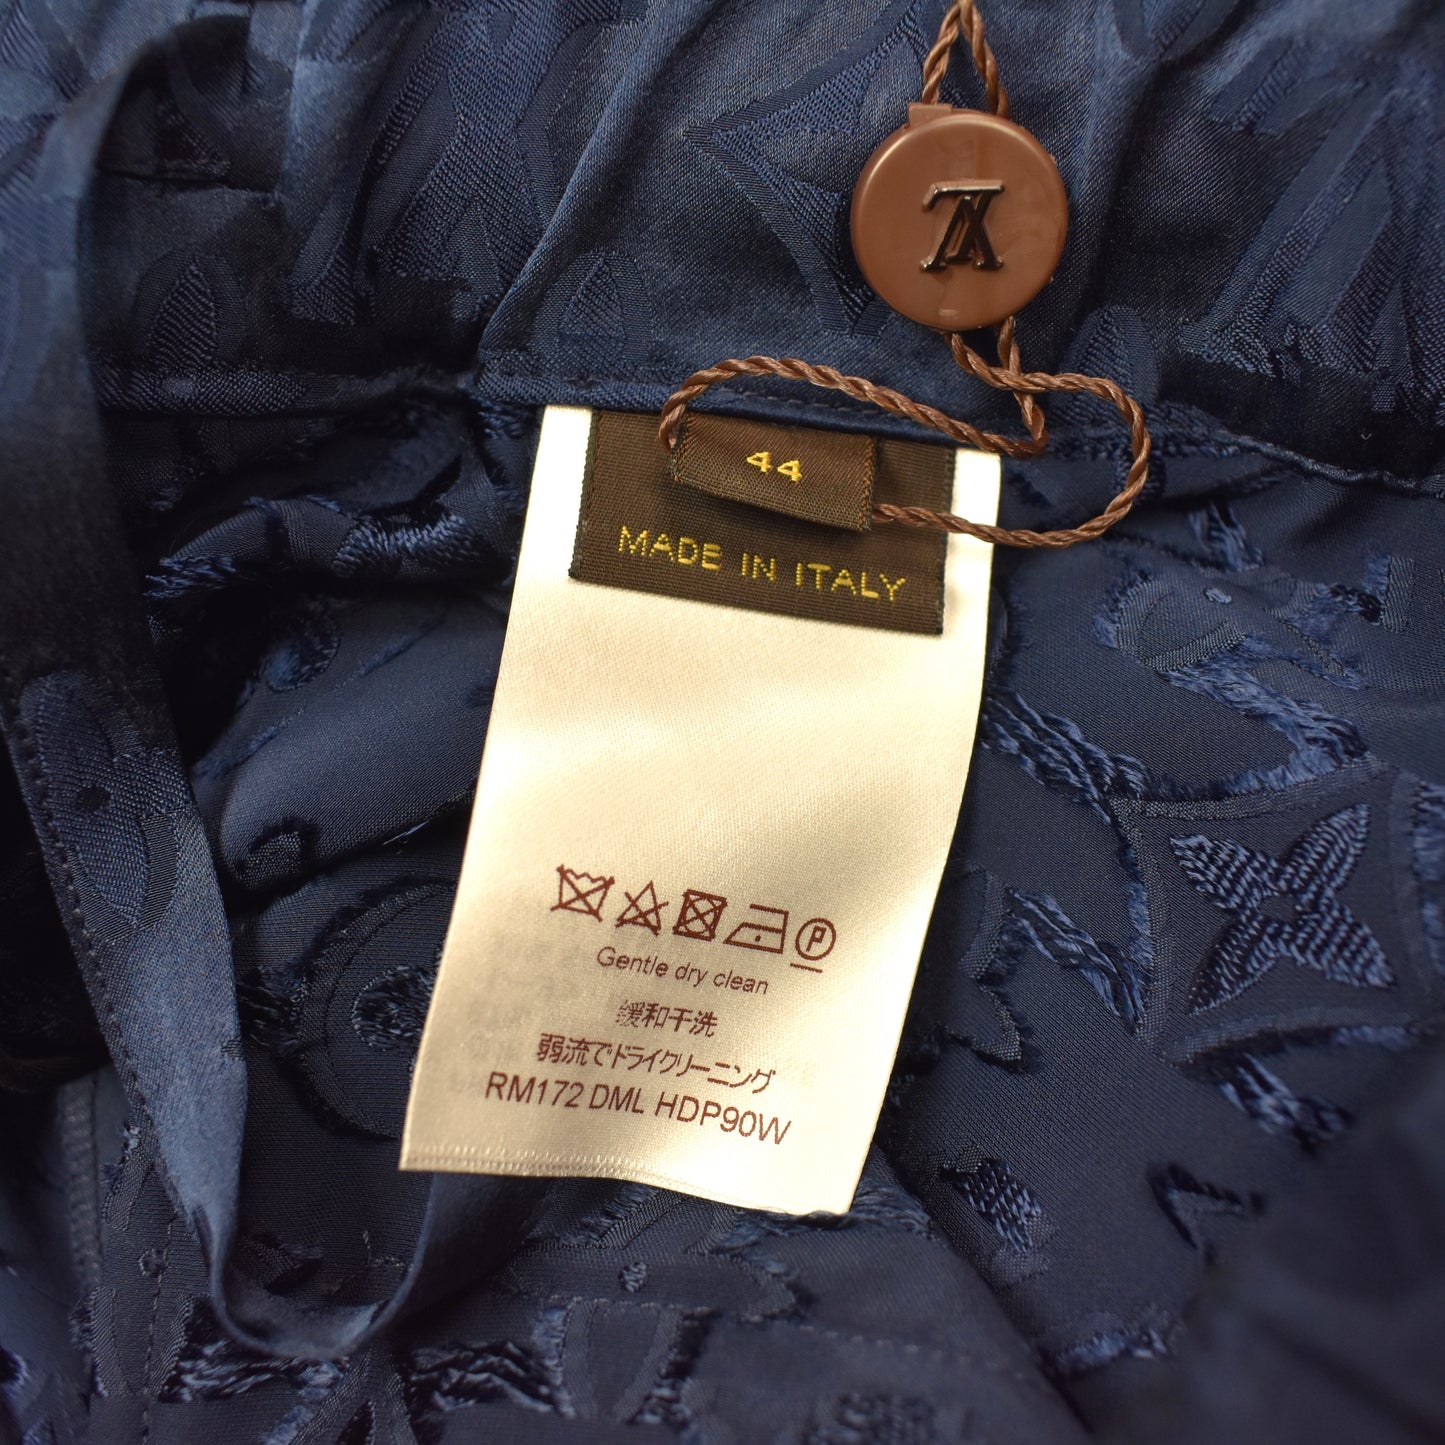 44
MADE IN ITALY
P
Gentle dry clean
缓和干洗
弱流でドライクリーニング
RM172 DML HDP90W